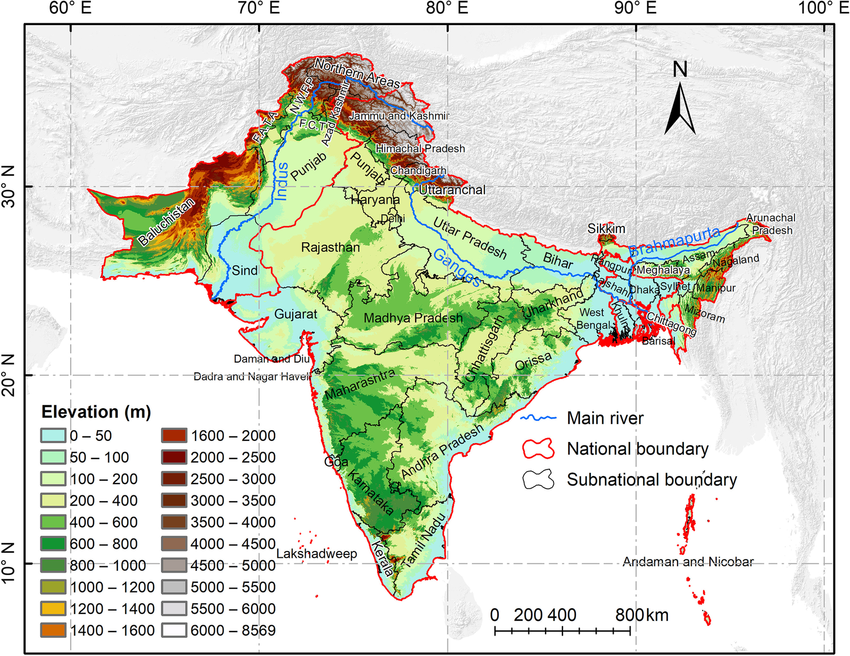 60° E
70° E
80° E
90° E
100° E
N
30° N
20° N
10° N
Northern Areas
N.W.F.P
F.A.T.A
F.C.T
Azad Kashmir
Jammu and Kashmir
Himachal Pradesh
Punjab
Punjab
Chandigarh
Uttaranchal
Indus
Baluchistan
Haryana
Delhi
Sikkim
Arunachal
Pradesh
Brahmapurta
Uttar Pradesh
Rajasthan
Ganges
Bihar
Rangpur
Assam
Nagaland
Meghalaya
Sind
Rajshahi
Dhaka
Sylhet
Manipur
Gujarat
Madhya Pradesh
Jharkhand
West
Bengal
Khulna
Mizoram
Chittagong
Barisal
Chhattisgarh
Orissa
Daman and Diu
Dadra and Nagar Haveli
Maharashtra
Andhra Pradesh
Goa
Karnataka
Tamil Nadu
Kerala
Lakshadweep
Andaman and Nicobar
Elevation (m)
0 – 50
50 – 100
100 – 200
200 – 400
400 – 600
600 – 800
800 – 1000
1000 – 1200
1200 – 1400
1400 – 1600
1600 – 2000
2000 – 2500
2500 – 3000
3000 – 3500
3500 – 4000
4000 – 4500
4500 – 5000
5000 – 5500
5500 – 6000
6000 – 8569
Main river
National boundary
Subnational boundary
0 200 400 800km